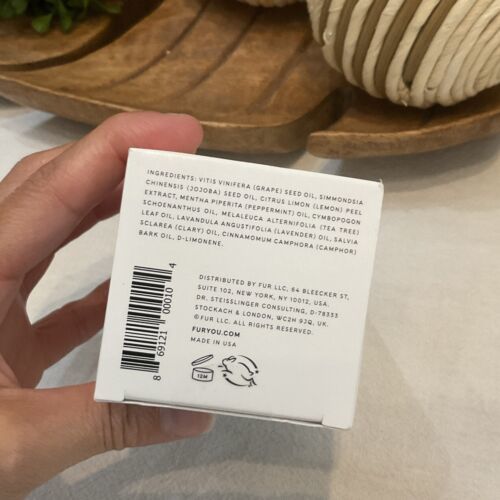 INGREDIENTS: VITIS VINIFERA (GRAPE) SEED OIL, SIMMONDSIA
CHINENSIS (JOJOBA) SEED OIL, CITRUS LIMON (LEMON) PEEL
EXTRACT, MENTHA PIPERITA (PEPPERMINT) OIL, CYMBOPOGON
SCHOENANTHUS OIL, MELALEUCA ALTERNIFOLIA (TEA TREE)
LEAF OIL, LAVANDULA ANGUSTIFOLIA (LAVENDER) OIL, SALVIA
SCLAREA (CLARY) OIL, CINNAMOMUM CAMPHORA (CAMPHOR)
BARK OIL, D-LIMONENE.
8 69121 00010 4
DISTRIBUTED BY FUR LLC, 64 BLEECKER ST,
SUITE 102, NEW YORK, NY 10012, USA.
DR. STEISSLINGER CONSULTING, D-78333
STOCKACH & LONDON, WC2H 9JQ, UK.
© FUR LLC. ALL RIGHTS RESERVED.
FURYOU.COM
MADE IN USA
12M